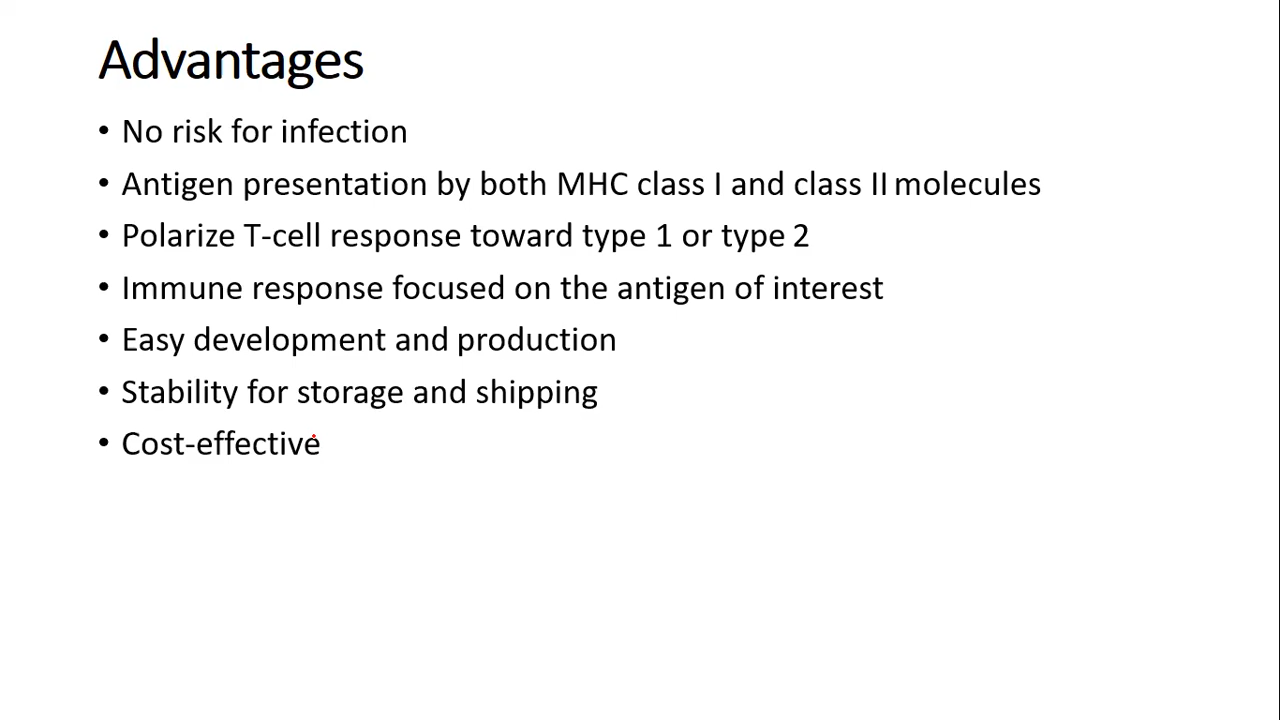 Advantages
• No risk for infection
• Antigen presentation by both MHC class I and class II molecules
• Polarize T-cell response toward type 1 or type 2
• Immune response focused on the antigen of interest
• Easy development and production
• Stability for storage and shipping
• Cost-effective